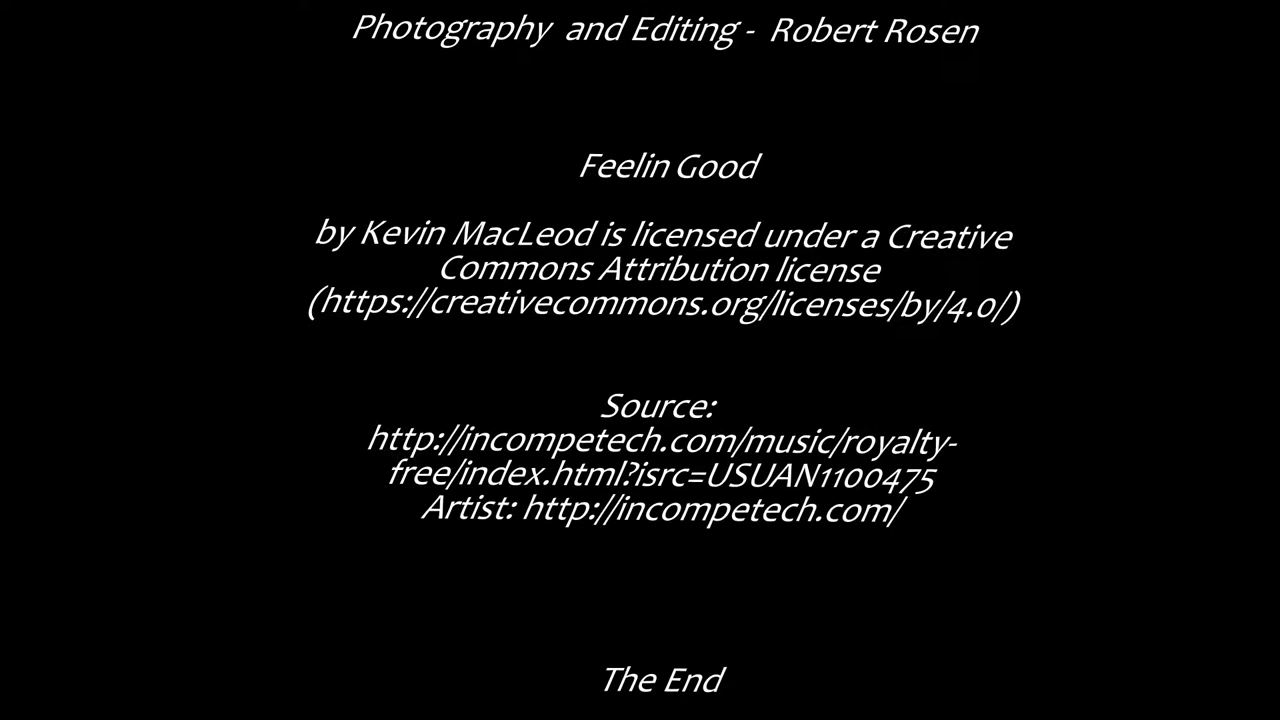 Photography and Editing - Robert Rosen
Feelin Good
by Kevin MacLeod is licensed under a Creative
Commons Attribution license
(https://creativecommons.org/licenses/by/4.0/)
Source:
http://incompetech.com/music/royalty-
free/index.html?isrc=USUAN1100475
Artist: http://incompetech.com/
The End